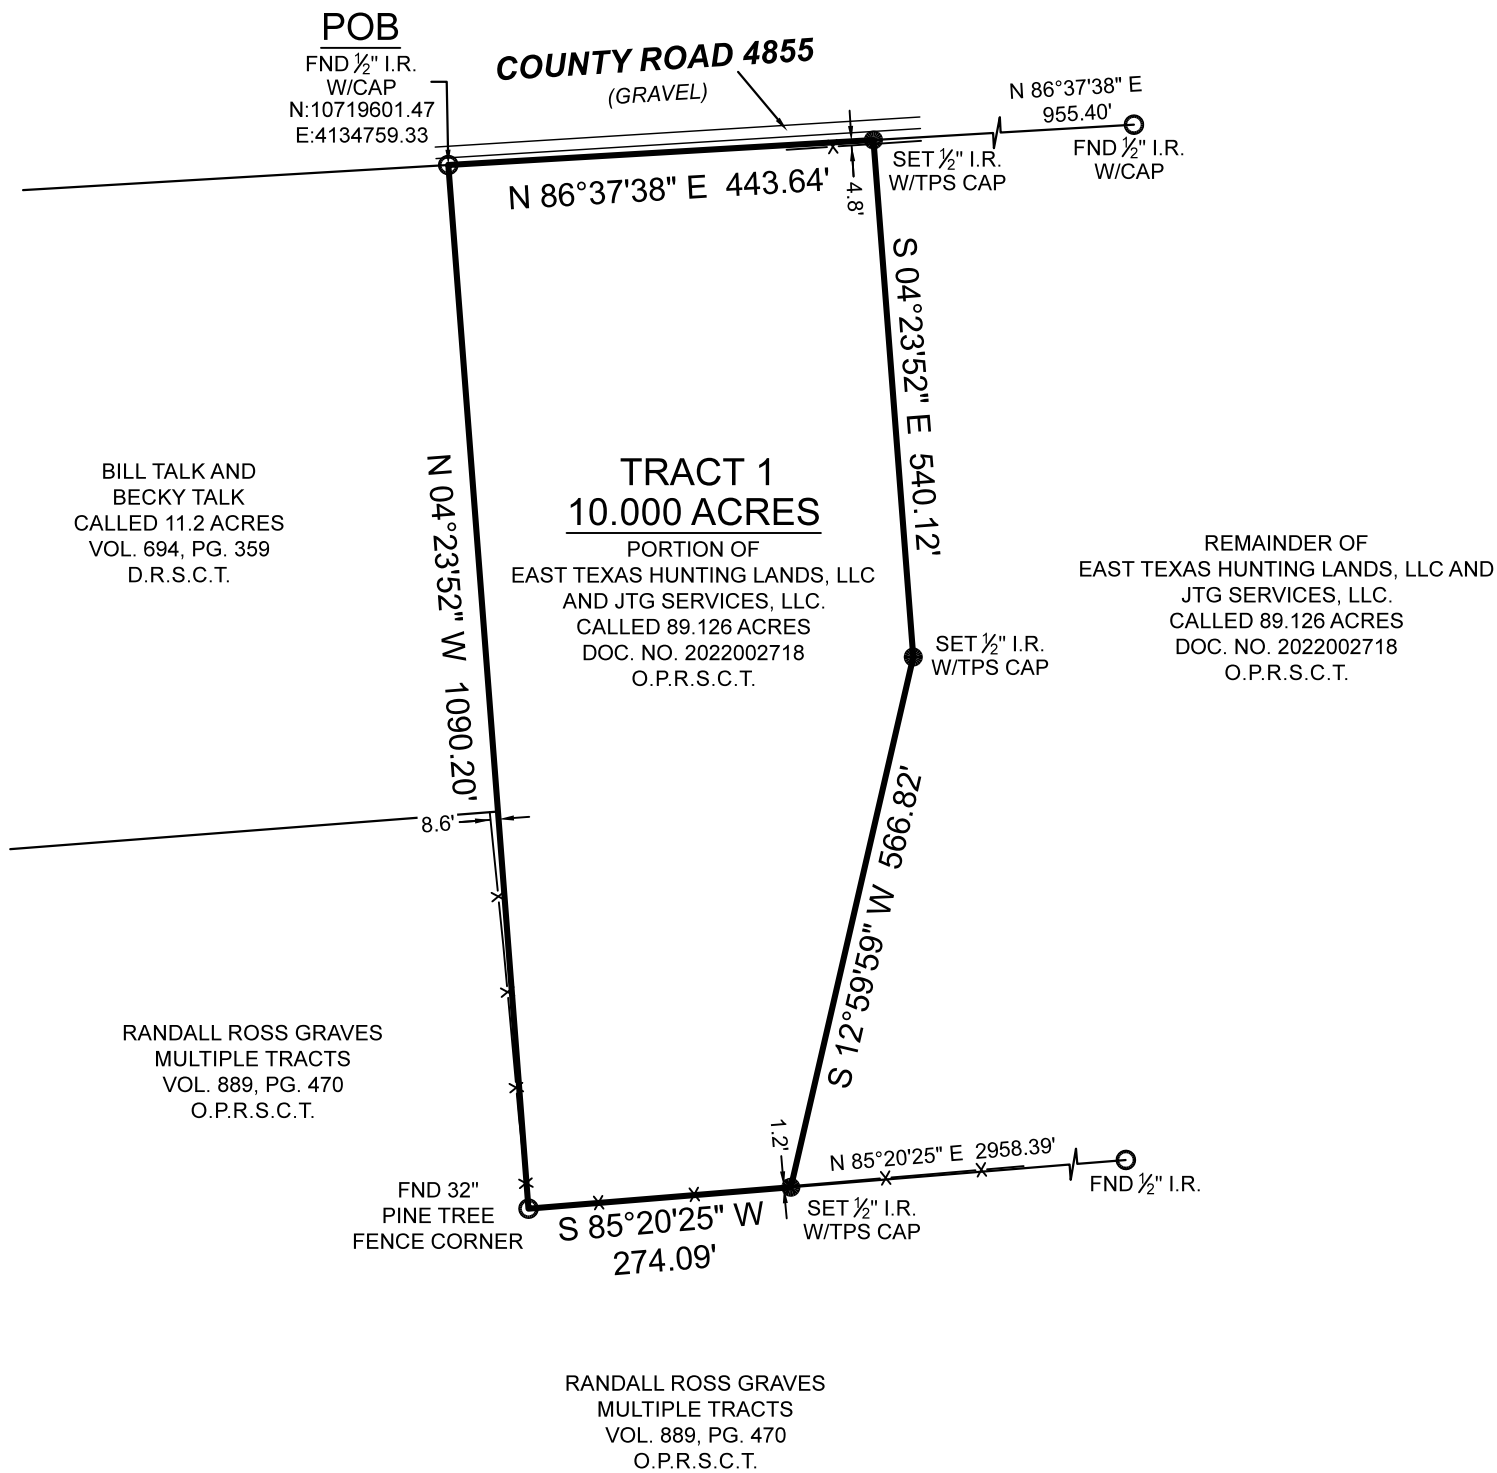 POB
FND ½" I.R.
W/CAP
N:10719601.47
E:4134759.33
COUNTY ROAD 4855
(GRAVEL)
N 86°37'38" E
955.40'
FND ½" I.R.
W/CAP
SET ½" I.R.
W/TPS CAP
N 86°37'38" E 443.64'
4.8'
S 04°23'52" E 540.12'
N 04°23'52" W 1090.20'
BILL TALK AND
BECKY TALK
CALLED 11.2 ACRES
VOL. 694, PG. 359
D.R.S.C.T.
TRACT 1
10.000 ACRES
PORTION OF
EAST TEXAS HUNTING LANDS, LLC
AND JTG SERVICES, LLC.
CALLED 89.126 ACRES
DOC. NO. 2022002718
O.P.R.S.C.T.
REMAINDER OF
EAST TEXAS HUNTING LANDS, LLC AND
JTG SERVICES, LLC.
CALLED 89.126 ACRES
DOC. NO. 2022002718
O.P.R.S.C.T.
SET ½" I.R.
W/TPS CAP
8.6'
S 12°59'59" W 566.82'
RANDALL ROSS GRAVES
MULTIPLE TRACTS
VOL. 889, PG. 470
O.P.R.S.C.T.
1.2'
N 85°20'25" E 2958.39'
FND ½" I.R.
FND 32"
PINE TREE
FENCE CORNER
SET ½" I.R.
W/TPS CAP
S 85°20'25" W
274.09'
RANDALL ROSS GRAVES
MULTIPLE TRACTS
VOL. 889, PG. 470
O.P.R.S.C.T.